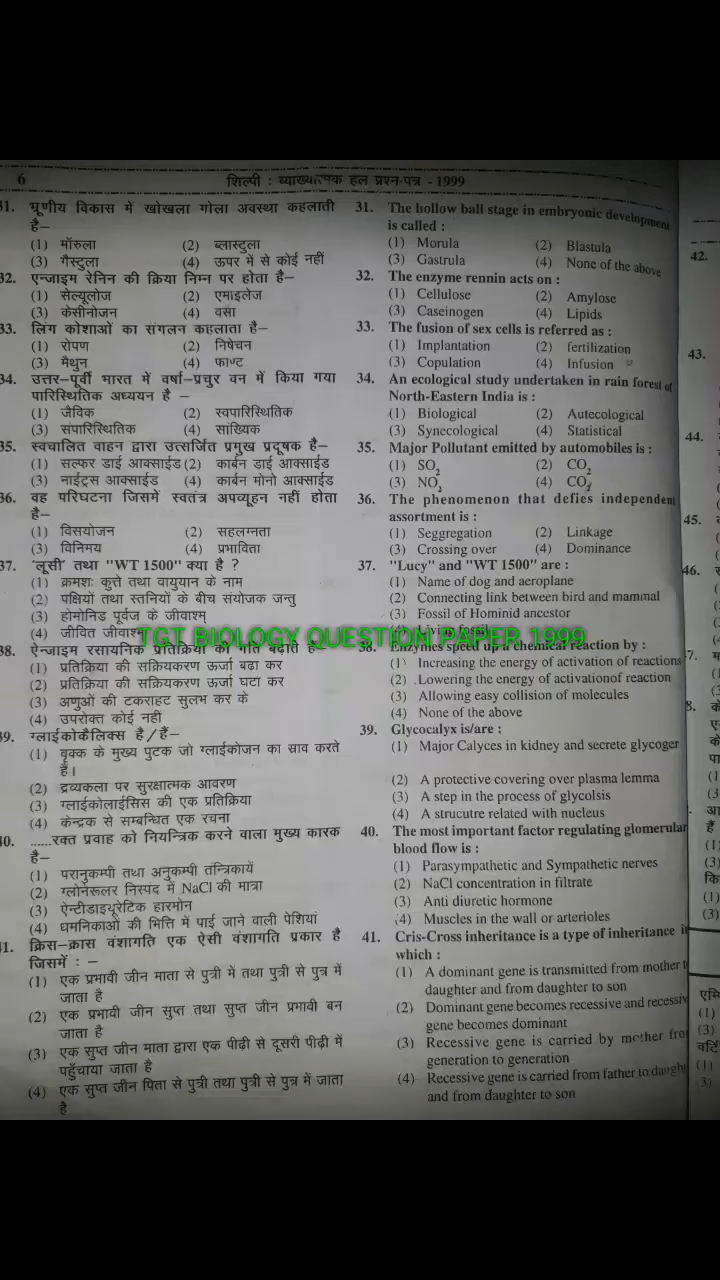 6
शिल्पी : व्याख्यात्मक हल प्रश्न-पत्र - 1999
31. भ्रूणीय विकास में खोखला गोला अवस्था कहलाती
है–
(1) मॉरुला (2) ब्लास्टुला
(3) गैस्टुला (4) ऊपर में से कोई नहीं
32. एन्जाइम रेनिन की क्रिया निम्न पर होता है–
(1) सेल्यूलोज (2) एमाइलेज
(3) केसीनोजन (4) वसा
33. लिंग कोशाओं का संगलन कहलाता है–
(1) रोपण (2) निषेचन
(3) मैथुन (4) फाण्ट
34. उत्तर–पूर्वी भारत में वर्षा–प्रचुर वन में किया गया
पारिस्थितिक अध्ययन है –
(1) जैविक (2) स्वपारिस्थितिक
(3) संपारिस्थितिक (4) सांख्यिक
35. स्वचालित वाहन द्वारा उत्सर्जित प्रमुख प्रदूषक है–
(1) सल्फर डाई आक्साईड (2) कार्बन डाई आक्साईड
(3) नाईट्स आक्साईड (4) कार्बन मोनो आक्साईड
36. वह परिघटना जिसमें स्वतंत्र अपव्यूहन नहीं होता
है–
(1) विसयोजन (2) सहलग्नता
(3) विनिमय (4) प्रभाविता
37. 'लूसी' तथा "WT 1500" क्या है ?
(1) क्रमशः कुत्ते तथा वायुयान के नाम
(2) पक्षियों तथा स्तनियों के बीच संयोजक जन्तु
(3) होमोनिड पूर्वज के जीवाश्म्
(4) जीवित जीवाश्म
38. ऐन्जाइम रसायनिक प्रतिक्रिया की गति बढ़ाते है–
(1) प्रतिक्रिया की सक्रियकरण ऊर्जा बढा कर
(2) प्रतिक्रिया की सक्रियकरण ऊर्जा घटा कर
(3) अणुओं की टकराहट सुलभ कर के
(4) उपरोक्त कोई नहीं
39. ग्लाईकोकैलिक्स है/हैं–
(1) वृक्क के मुख्य पुटक जो ग्लाईकोजन का स्राव करते
हैं।
(2) द्रव्यकला पर सुरक्षात्मक आवरण
(3) ग्लाईकोलाईसिस की एक प्रतिक्रिया
(4) केन्द्रक से सम्बन्धित एक रचना
40. ......रक्त प्रवाह को नियन्त्रिक करने वाला मुख्य कारक
है–
(1) परानुकम्पी तथा अनुकम्पी तंन्त्रिकायें
(2) ग्लोनरूलर निस्पद में NaCl की मात्रा
(3) ऐन्टीडाइथूरेटिक हारमोन
(4) धमनिकाओं की भित्ति में पाई जाने वाली पेशियां
41. क्रिस–क्रास वंशागति एक ऐसी वंशागति प्रकार है
जिसमें : –
(1) एक प्रभावी जीन माता से पुत्री में तथा पुत्री से पुत्र में
जाता है
(2) एक प्रभावी जीन सुप्त तथा सुप्त जीन प्रभावी बन
जाता है
(3) एक सुप्त जीन माता द्वारा एक पीढ़ी से दूसरी पीढ़ी में
पहुँचाया जाता है
(4) एक सुप्त जीन पिता से पुत्री तथा पुत्री से पुत्र में जाता
है
31. The hollow ball stage in embryonic development
is called :
(1) Morula (2) Blastula
(3) Gastrula (4) None of the above
32. The enzyme rennin acts on :
(1) Cellulose (2) Amylose
(3) Caseinogen (4) Lipids
33. The fusion of sex cells is referred as :
(1) Implantation (2) fertilization
(3) Copulation (4) Infusion
34. An ecological study undertaken in rain forest of
North-Eastern India is :
(1) Biological (2) Autecological
(3) Synecological (4) Statistical
35. Major Pollutant emitted by automobiles is :
(1) SO2 (2) CO2
(3) NO2 (4) CO
36. The phenomenon that defies independent
assortment is :
(1) Seggregation (2) Linkage
(3) Crossing over (4) Dominance
37. "Lucy" and "WT 1500" are :
(1) Name of dog and aeroplane
(2) Connecting link between bird and mammal
(3) Fossil of Hominid ancestor
(4) Living fossil
TGT BIOLOGY QUESTION PAPER 1999
38. Enzymes speed up a chemical reaction by :
(1) Increasing the energy of activation of reactions
(2) .Lowering the energy of activationof reaction
(3) Allowing easy collision of molecules
(4) None of the above
39. Glycocalyx is/are :
(1) Major Calyces in kidney and secrete glycoger
(2) A protective covering over plasma lemma
(3) A step in the process of glycolsis
(4) A strucutre related with nucleus
40. The most important factor regulating glomerular
blood flow is :
(1) Parasympathetic and Sympathetic nerves
(2) NaCl concentration in filtrate
(3) Anti diuretic hormone
(4) Muscles in the wall or arterioles
41. Cris-Cross inheritance is a type of inheritance in
which :
(1) A dominant gene is transmitted from mother t
daughter and from daughter to son
(2) Dominant gene becomes recessive and recessiv
gene becomes dominant
(3) Recessive gene is carried by mother fro
generation to generation
(4) Recessive gene is carried from father to daugh
and from daughter to son
42.
43.
44.
45.
46.